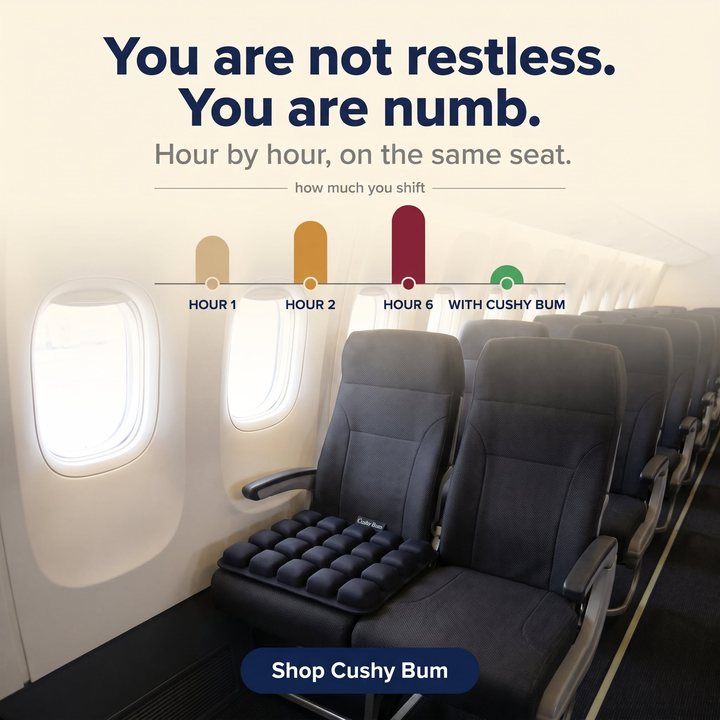 You are not restless.
You are numb.
Hour by hour, on the same seat.
how much you shift
HOUR 1 HOUR 2 HOUR 6 WITH CUSHY BUM
Cushy Bum
Shop Cushy Bum